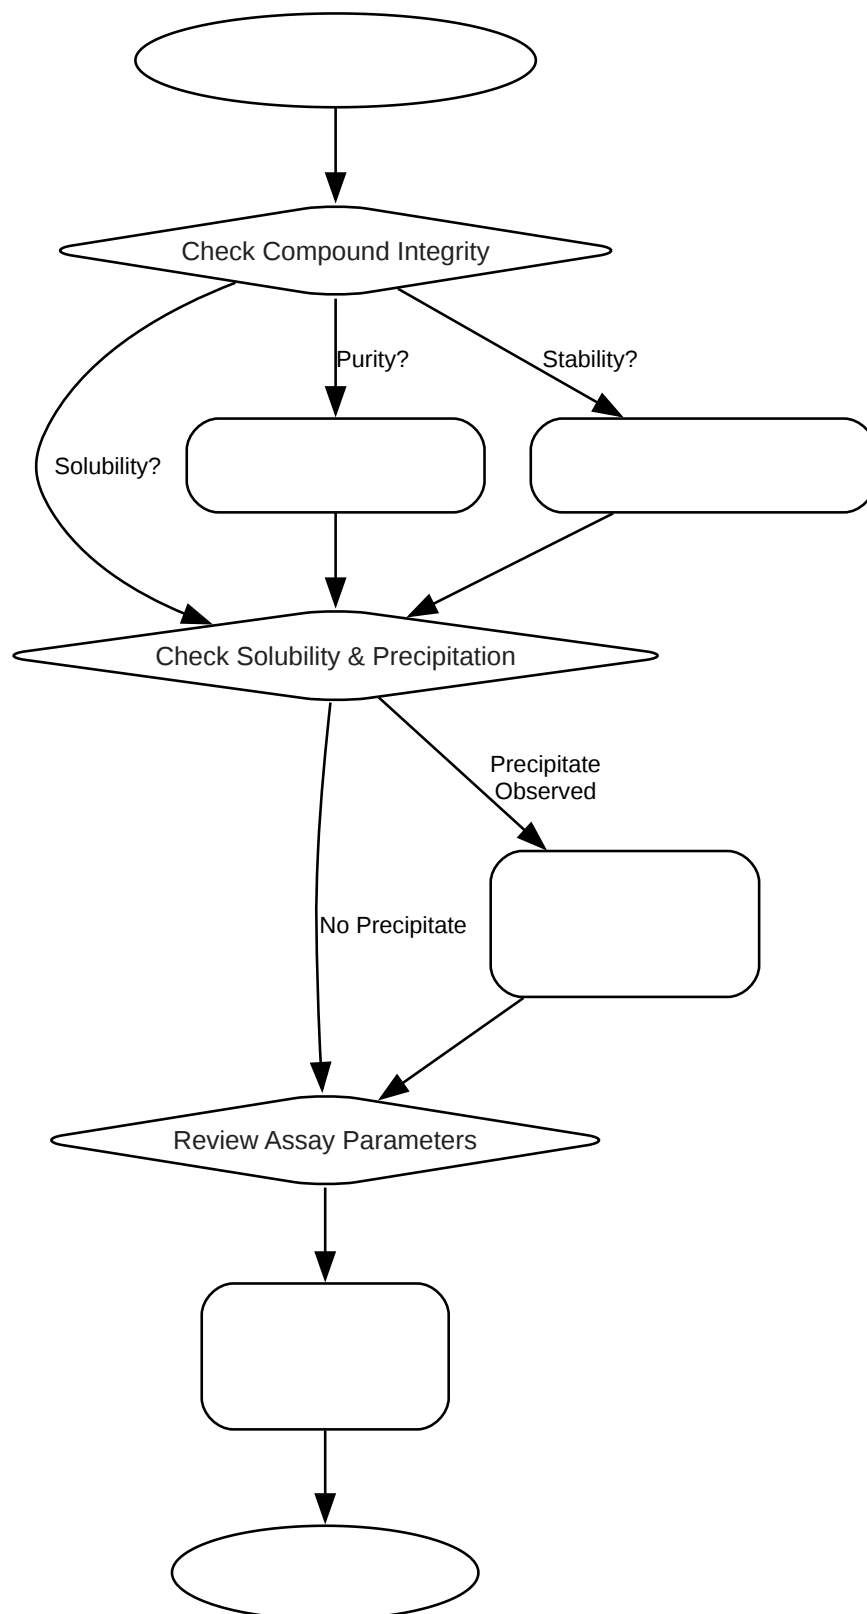 Check Compound Integrity
Purity?
Stability?
Solubility?
Check Solubility & Precipitation
Precipitate
Observed
No Precipitate
Review Assay Parameters